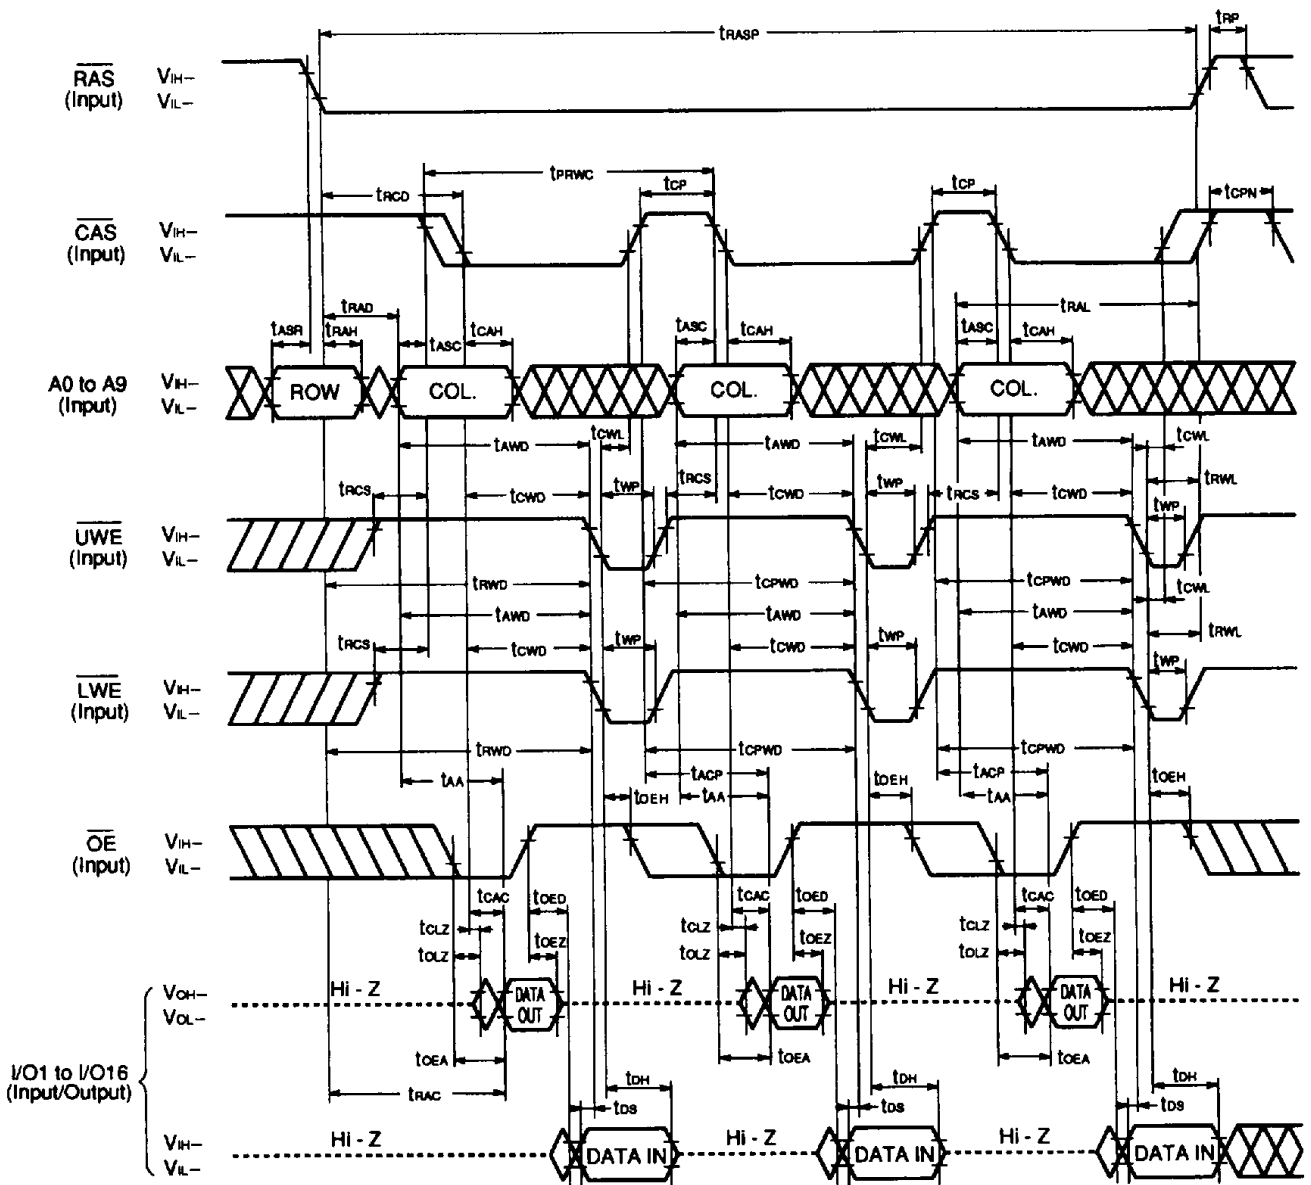 tRASP tRP
RAS VIH–
(Input) VIL–
tPRWC
tRCD tCP tCP tCPN
CAS VIH–
(Input) VIL–
tRAD tRAL
tASR tRAH tASC tCAH tASC tCAH tASC tCAH
A0 to A9 VIH– ROW COL. COL. COL.
(Input) VIL–
tAWD tCWL tAWD tCWL tAWD tCWL
tRCS tCWD tWP tRCS tCWD tWP tRCS tCWD tWP tRWL
UWE VIH–
(Input) VIL–
tRWD tCPWD tCPWD tCWL
tAWD tAWD tAWD
tRCS tCWD tWP tCWD tWP tCWD tWP tRWL
LWE VIH–
(Input) VIL–
tRWD tCPWD tCPWD
tAA tACP tACP
tOEH tAA tOEH tAA tOEH
OE VIH–
(Input) VIL–
tCAC tOED tCAC tOED tCAC tOED
tCLZ tCLZ tCLZ
tOLZ tOEZ tOLZ tOEZ tOLZ tOEZ
VOH– Hi - Z DATA OUT Hi - Z DATA OUT Hi - Z DATA OUT Hi - Z
VOL–
tOEA tOEA tOEA
I/O1 to I/O16
(Input/Output)
tRAC tDH tDH tDH
tDS tDS tDS
VIH– Hi - Z DATA IN Hi - Z DATA IN Hi - Z DATA IN
VIL–